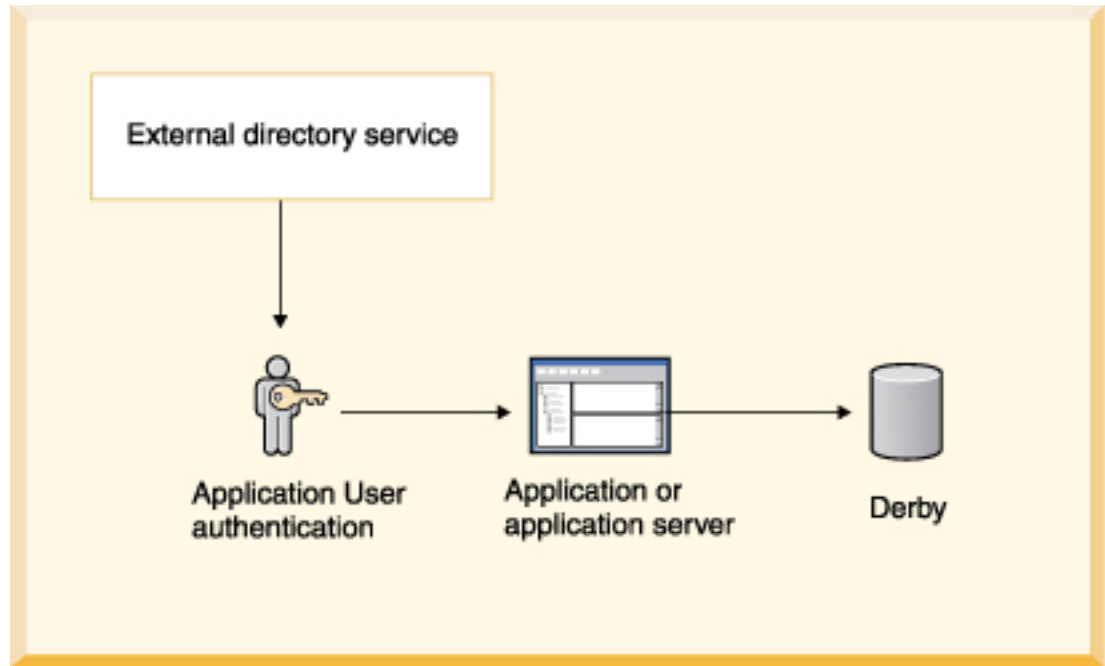 External directory service
Application User
authentication
Application or
application server
Derby